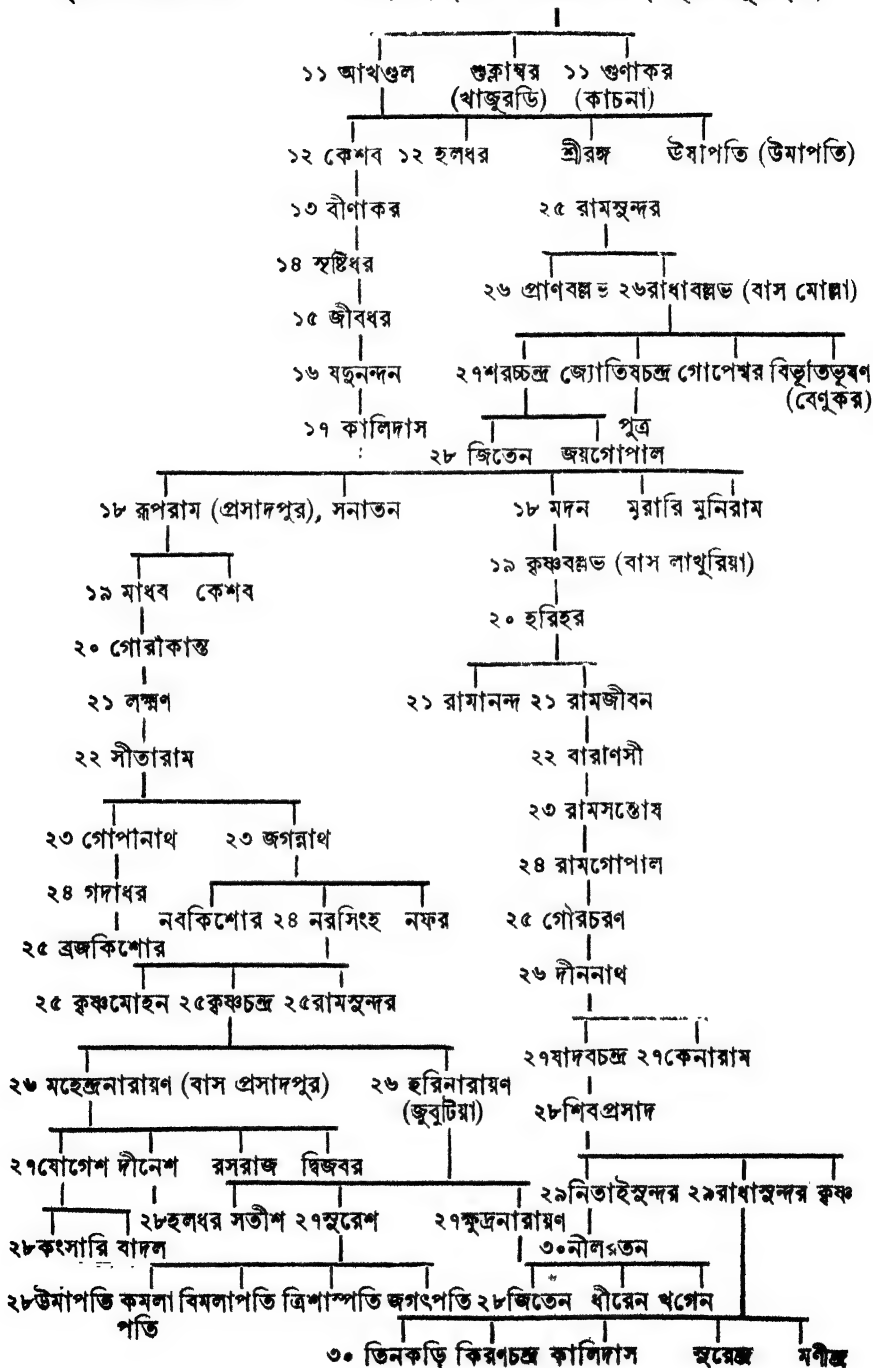 ১১ আখণ্ডল শুক্লাম্বর ১১ গুণাকর
(খাজুরডি) (কাচনা)
১২ কেশব ১২ হলধর শ্রীরঙ্গ ঊষাপতি (উমাপতি)
১৩ বীণাকর ২৫ রামসুন্দর
১৪ সৃষ্টিধর
২৬ প্রাণবল্লভ ২৬রাধাবল্লভ (বাস মোল্লা)
১৫ জীবধর
১৬ যদুনন্দন ২৭শরচ্চন্দ্র জ্যোতিষচন্দ্র গোপেশ্বর বিভূতিভূষণ
(বেণুকর)
১৭ কালিদাস পুত্র
২৮ জিতেন জয়গোপাল
১৮ রূপরাম (প্রসাদপুর), সনাতন ১৮ মদন মুরারি মুনিরাম
১৯ কৃষ্ণবল্লভ (বাস লাখুরিয়া)
১৯ মাধব কেশব
২০ হরিহর
২০ গোরীকান্ত
২১ লক্ষ্মণ ২১ রামানন্দ ২১ রামজীবন
২২ সীতারাম ২২ বারাণসী
২৩ রামসন্তোষ
২৩ গোপীনাথ ২৩ জগন্নাথ
২৪ রামগোপাল
২৪ গদাধর
নবকিশোর ২৪ নরসিংহ নফর ২৫ গৌরচরণ
২৫ ব্রজকিশোর
২৬ দীননাথ
২৫ কৃষ্ণমোহন ২৫কৃষ্ণচন্দ্র ২৫রামসুন্দর
২৭যাদবচন্দ্র ২৭কেনারাম
২৬ মহেন্দ্রনারায়ণ (বাস প্রসাদপুর) ২৬ হরিনারায়ণ
(জুবুটিয়া) ২৮শিবপ্রসাদ
২৭যোগেশ দীনেশ রসরাজ দ্বিজবর
২৯নিতাইসুন্দর ২৯রাধাসুন্দর কৃষ্ণ
২৮হলধর সতীশ ২৭সুরেশ ২৭ক্ষুদ্রনারায়ণ
২৮কংসারি বাদল ৩০নীলরতন
২৮উমাপতি কমলা বিমলাপতি ত্রিশাম্পতি জগৎপতি ২৮জিতেন ধীরেন খগেন
পতি
৩০ তিনকড়ি কিরণচন্দ্র কালিদাস সুরেন্দ্র মণীন্দ্র